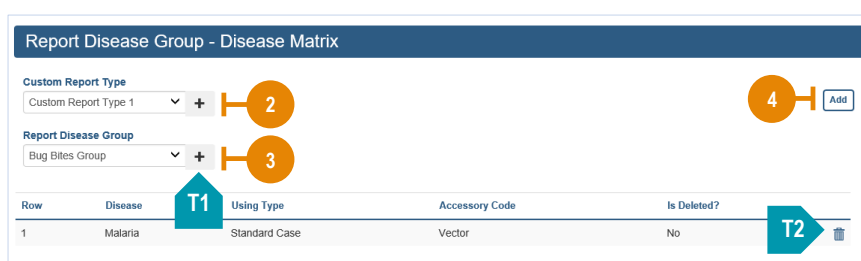 Report Disease Group - Disease Matrix
Custom Report Type
Custom Report Type 1 + 2 4 Add
Report Disease Group
Bug Bites Group + 3
Row Disease T1 Using Type Accessory Code Is Deleted?
1 Malaria Standard Case Vector No T2